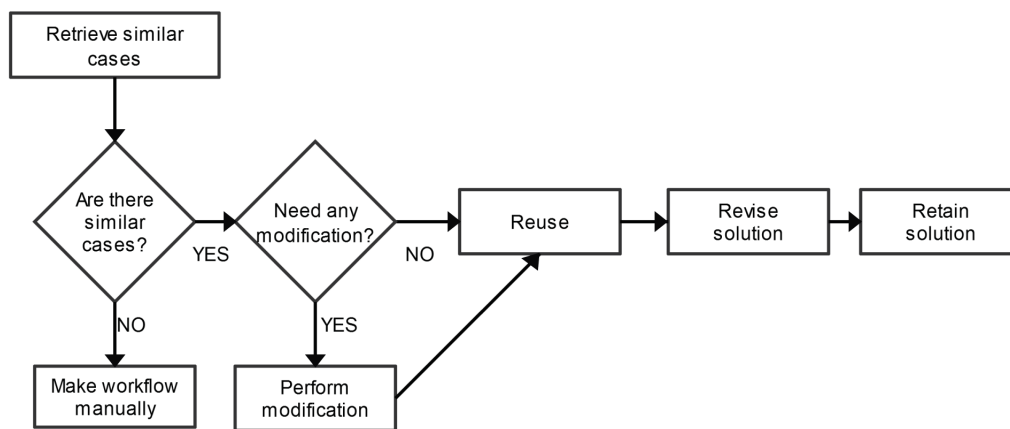 Retrieve similar
cases
Are there
similar
cases?
YES
Need any
modification?
NO
Reuse
Revise
solution
Retain
solution
NO
YES
Make workflow
manually
Perform
modification